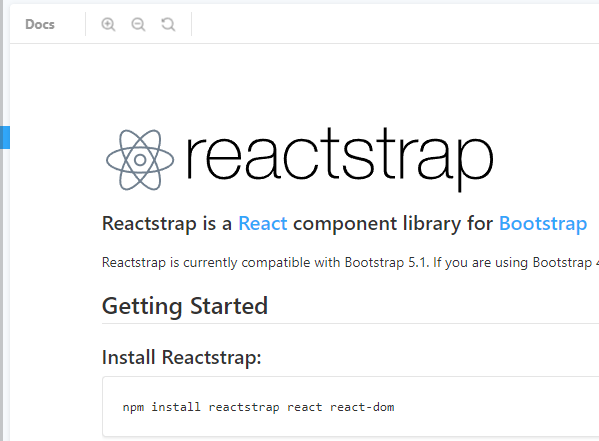 Docs
reactstrap
Reactstrap is a React component library for Bootstrap
Reactstrap is currently compatible with Bootstrap 5.1. If you are using Bootstrap 4
Getting Started
Install Reactstrap:
npm install reactstrap react react-dom